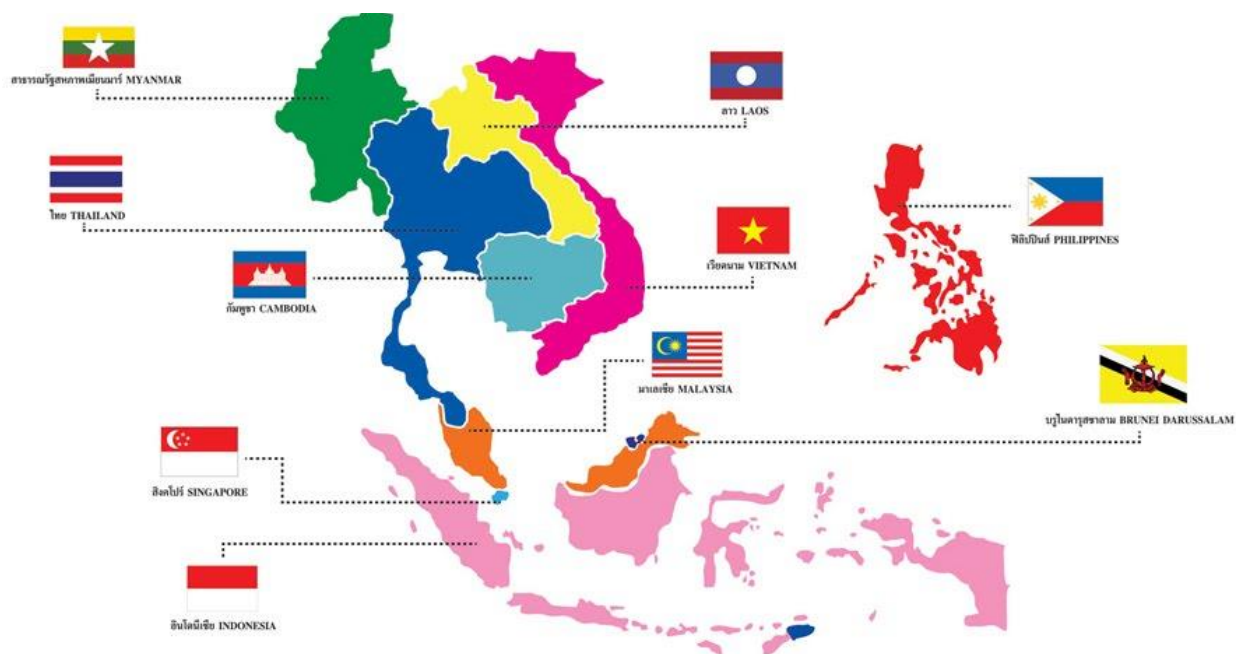 สาธารณรัฐสหภาพเมียนมาร์ MYANMAR
ลาว LAOS
ไทย THAILAND
ฟิลิปปินส์ PHILIPPINES
เวียดนาม VIETNAM
กัมพูชา CAMBODIA
มาเลเซีย MALAYSIA
บรูไนดารุสซาลาม BRUNEI DARUSSALAM
สิงคโปร์ SINGAPORE
อินโดนีเซีย INDONESIA